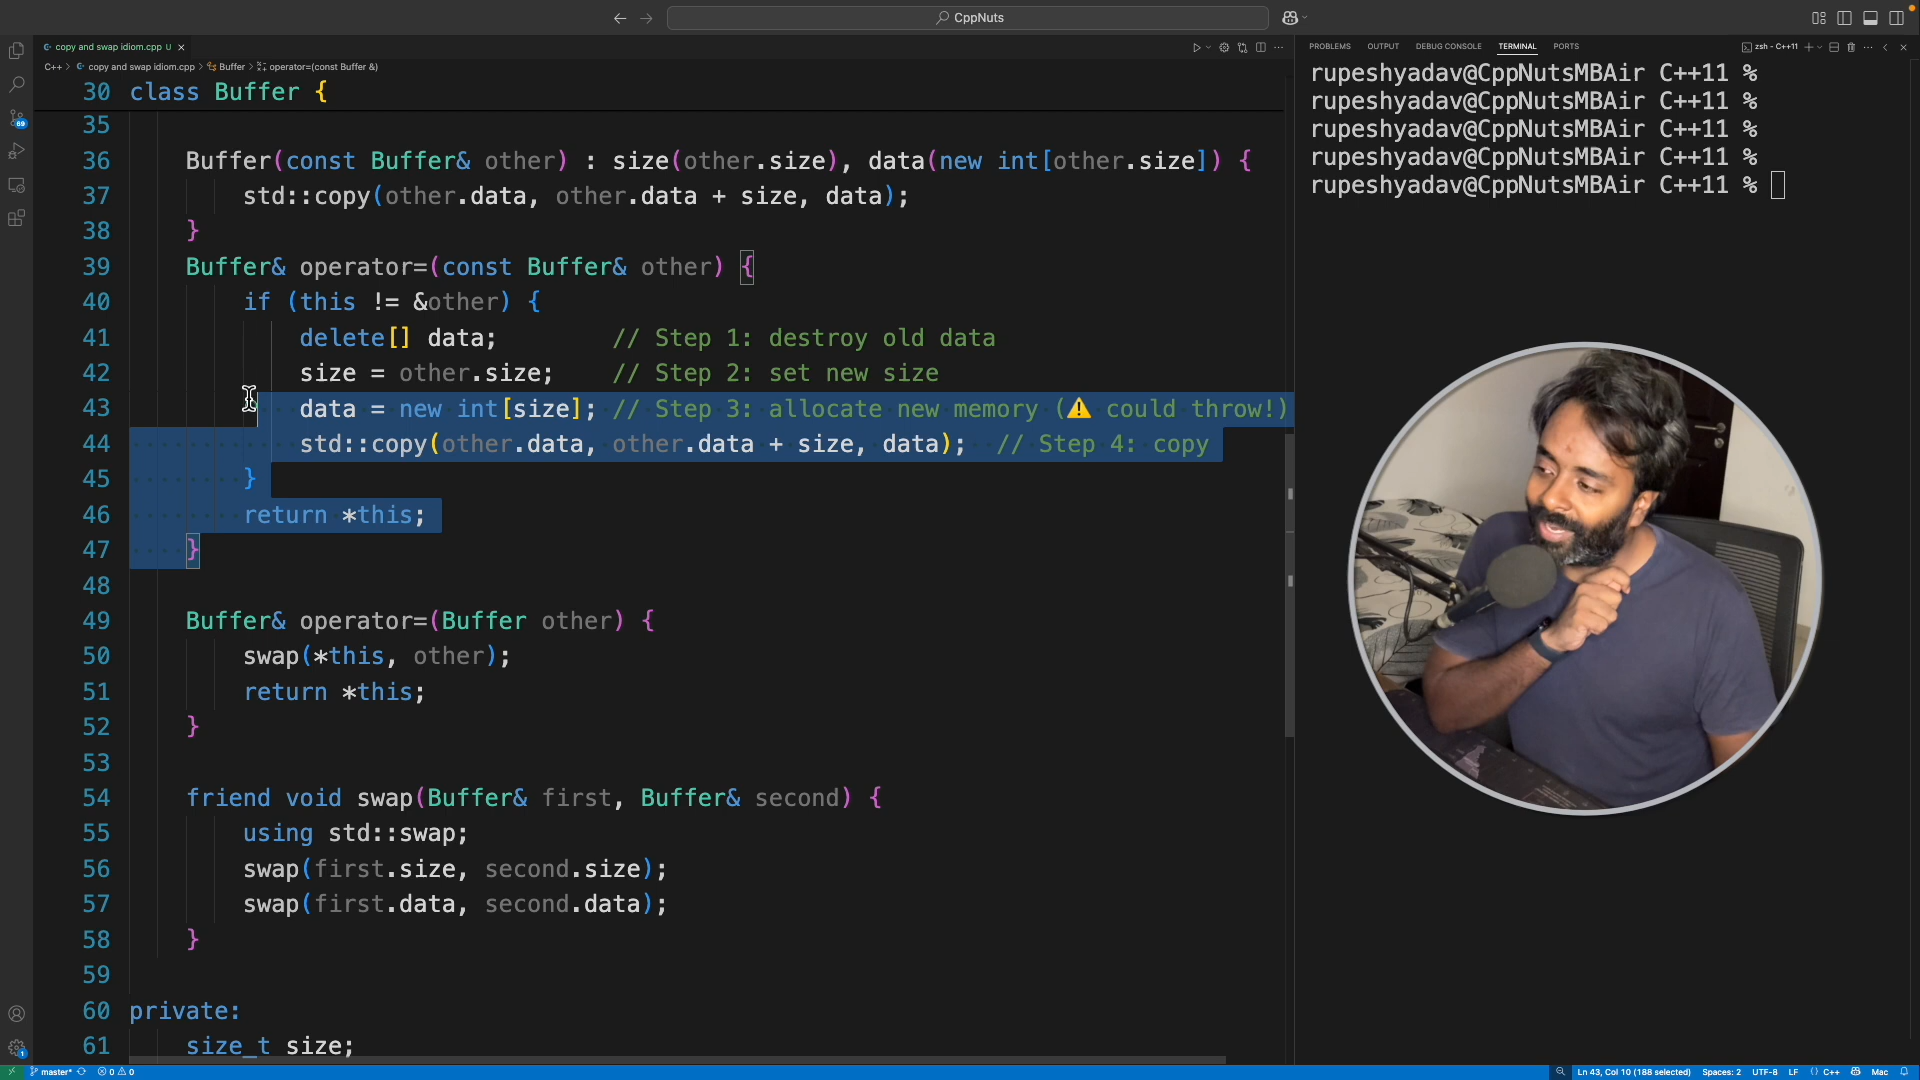 CppNuts
copy and swap idiom.cpp U
C++ > copy and swap idiom.cpp > Buffer > operator=(const Buffer &)
30 class Buffer {
35
36 Buffer(const Buffer& other) : size(other.size), data(new int[other.size]) {
37 std::copy(other.data, other.data + size, data);
38 }
39 Buffer& operator=(const Buffer& other) {
40 if (this != &other) {
41 delete[] data; // Step 1: destroy old data
42 size = other.size; // Step 2: set new size
43 data = new int[size]; // Step 3: allocate new memory (⚠️ could throw!)
44 std::copy(other.data, other.data + size, data); // Step 4: copy
45 }
46 return *this;
47 }
48
49 Buffer& operator=(Buffer other) {
50 swap(*this, other);
51 return *this;
52 }
53
54 friend void swap(Buffer& first, Buffer& second) {
55 using std::swap;
56 swap(first.size, second.size);
57 swap(first.data, second.data);
58 }
59
60 private:
61 size_t size;
PROBLEMS OUTPUT DEBUG CONSOLE TERMINAL PORTS
zsh - C++11
rupeshyadav@CppNutsMBAir C++11 %
rupeshyadav@CppNutsMBAir C++11 %
rupeshyadav@CppNutsMBAir C++11 %
rupeshyadav@CppNutsMBAir C++11 %
rupeshyadav@CppNutsMBAir C++11 %
69
1
master* 0 0
Ln 43, Col 10 (188 selected) Spaces: 2 UTF-8 LF {} C++ Mac